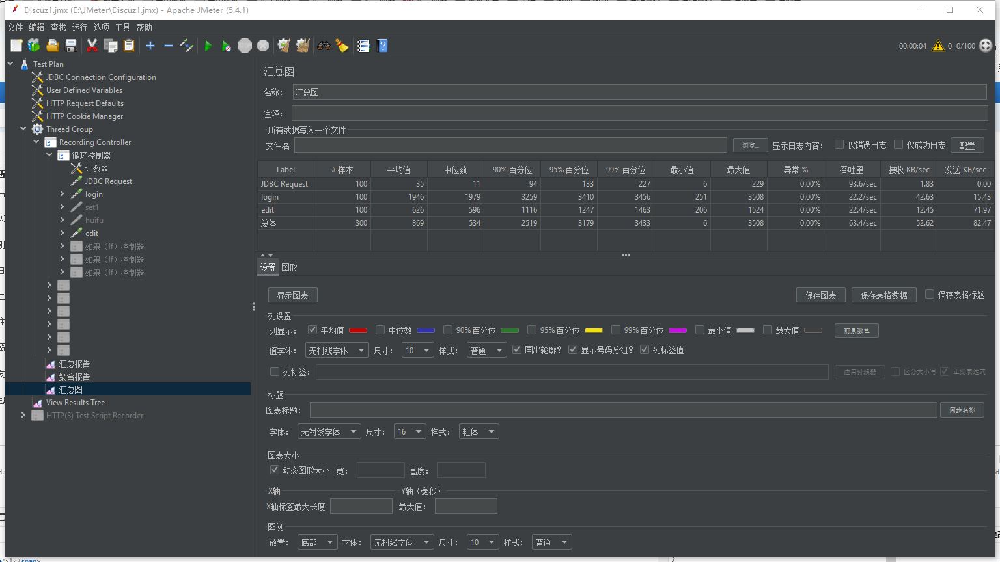 Discuz1.jmx (E:\JMeter\Discuz1.jmx) - Apache JMeter (5.4.1)
文件 编辑 查找 运行 选项 工具 帮助
STOP
00:00:04 0 0/100
Test Plan
JDBC Connection Configuration
User Defined Variables
HTTP Request Defaults
HTTP Cookie Manager
Thread Group
Recording Controller
循环控制器
计数器
JDBC Request
login
set1
huifu
edit
如果（If）控制器
如果（If）控制器
如果（If）控制器
汇总报告
聚合报告
汇总图
View Results Tree
HTTP(S) Test Script Recorder
汇总图
名称： 汇总图
注释：
所有数据写入一个文件
文件名 浏览... 显示日志内容： 仅错误日志 仅成功日志 配置
Label # 样本 平均值 中位数 90% 百分位 95% 百分位 99% 百分位 最小值 最大值 异常 % 吞吐量 接收 KB/sec 发送 KB/sec
JDBC Request 100 35 11 94 133 227 6 229 0.00% 93.6/sec 1.83 0.00
login 100 1946 1979 3259 3410 3456 251 3508 0.00% 22.2/sec 42.63 15.43
edit 100 626 596 1116 1247 1463 206 1524 0.00% 22.4/sec 12.45 71.97
总体 300 869 534 2519 3179 3433 6 3508 0.00% 63.4/sec 52.62 82.47
设置 图形
显示图表 保存图表 保存表格数据 保存表格标题
列设置
列显示： 平均值 中位数 90% 百分位 95% 百分位 99% 百分位 最小值 最大值 前景颜色
值字体： 无衬线字体 尺寸： 10 样式： 普通 画出轮廓? 显示号码分组? 列标签值
列标签： 应用过滤器 区分大小写 正则表达式
标题
图表标题： 同步名称
字体： 无衬线字体 尺寸： 16 样式： 粗体
图表大小
动态图形大小 宽： 高度：
X轴 Y轴（毫秒）
X轴标签最大长度 最大值：
图例
放置： 底部 字体： 无衬线字体 尺寸： 10 样式： 普通